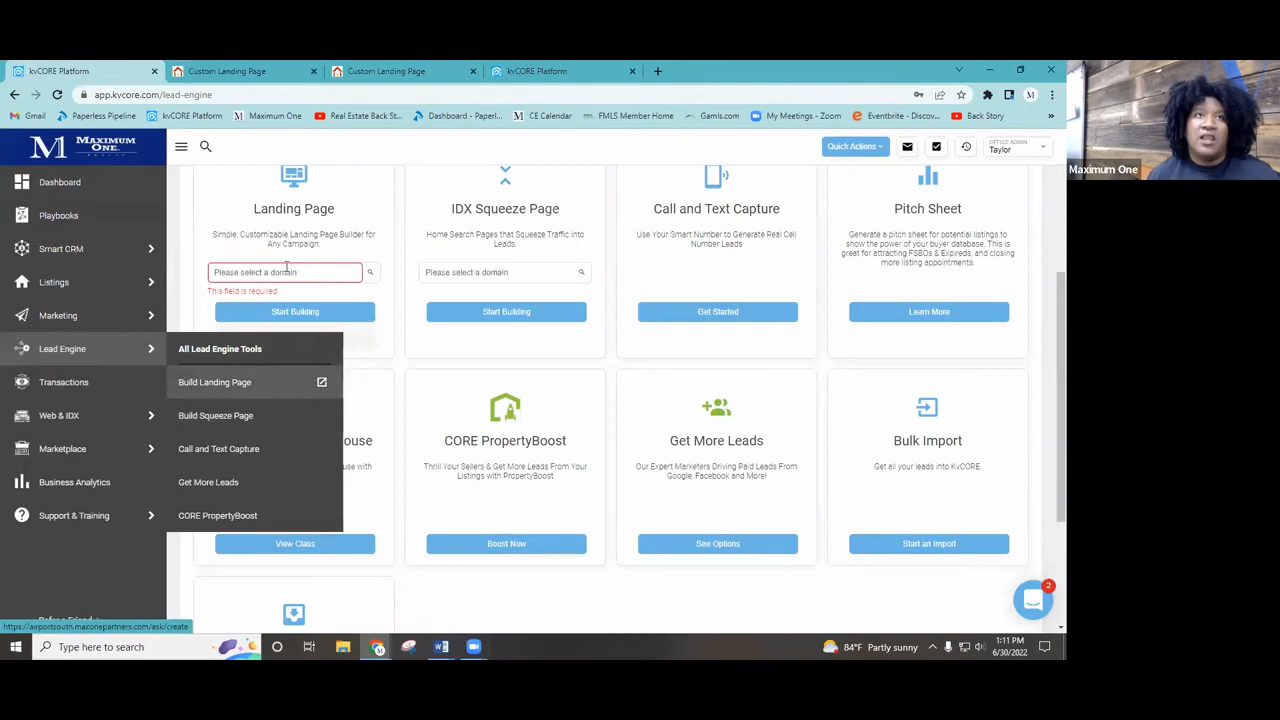 kvCORE Platform
Custom Landing Page
Custom Landing Page
kvCORE Platform
app.kvcore.com/lead-engine
M
Gmail
Paperless Pipeline
kvCORE Platform
Maximum One
Real Estate Back St...
Dashboard - Paperl...
CE Calendar
FMLS Member Home
Gamls.com
My Meetings - Zoom
Eventbrite - Discov...
Back Story
»
M MAXIMUM ONE
Quick Actions
OFFICE ADMIN
Taylor
Maximum One
Dashboard
Playbooks
Smart CRM
Listings
Marketing
Lead Engine
Transactions
Web & IDX
Marketplace
Business Analytics
Support & Training
All Lead Engine Tools
Build Landing Page
Build Squeeze Page
Call and Text Capture
Get More Leads
CORE PropertyBoost
Landing Page
Simple, Customizable Landing Page Builder for
Any Campaign.
Please select a domain
This field is required.
Start Building
IDX Squeeze Page
Home Search Pages that Squeeze Traffic into
Leads.
Please select a domain
Start Building
Call and Text Capture
Use Your Smart Number to Generate Real Cell
Number Leads
Get Started
Pitch Sheet
Generate a pitch sheet for potential listings to
show the power of your buyer database. This is
great for attracting FSBOs & Expireds, and
closing more listing appointments.
Learn More
ouse
use with
View Class
CORE PropertyBoost
Thrill Your Sellers & Get More Leads From Your
Listings with PropertyBoost
Boost Now
Get More Leads
Our Expert Marketers Driving Paid Leads From
Google, Facebook and More!
See Options
Bulk Import
Get all your leads into KvCORE
Start an Import
2
https://airportsouth.maxonepartners.com/ask/create
Type here to search
84°F Partly sunny
1:11 PM
6/30/2022